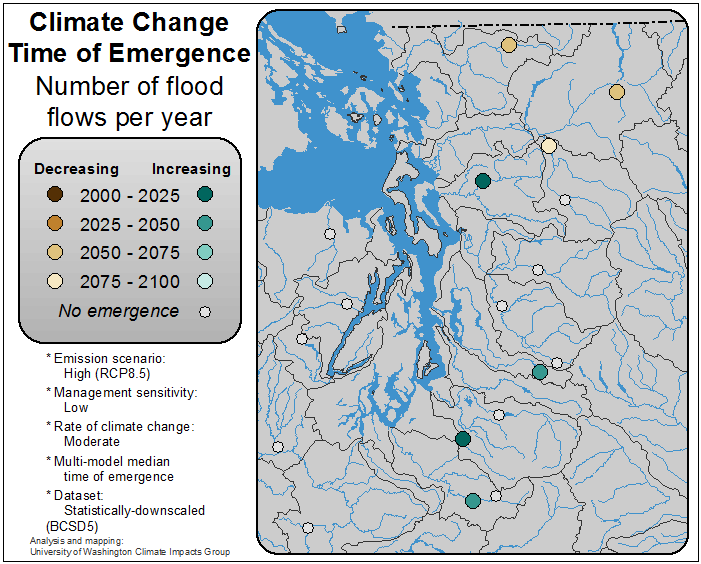 Climate Change
Time of Emergence
Number of flood
flows per year
Decreasing Increasing
2000 - 2025
2025 - 2050
2050 - 2075
2075 - 2100
No emergence
* Emission scenario:
High (RCP8.5)
* Management sensitivity:
Low
* Rate of climate change:
Moderate
* Multi-model median
time of emergence
* Dataset:
Statistically-downscaled
(BCSD5)
Analysis and mapping:
University of Washington Climate Impacts Group